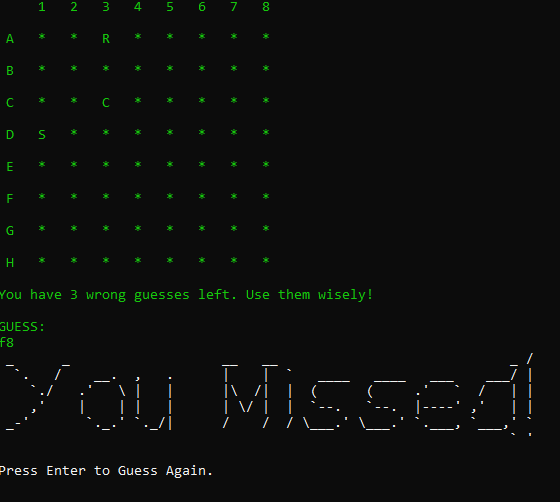 1 2 3 4 5 6 7 8
A * * R * * * * *
B * * * * * * * *
C * * C * * * * *
D S * * * * * * *
E * * * * * * * *
F * * * * * * * *
G * * * * * * * *
H * * * * * * * *
You have 3 wrong guesses left. Use them wisely!
GUESS:
f8
You Missed
Press Enter to Guess Again.